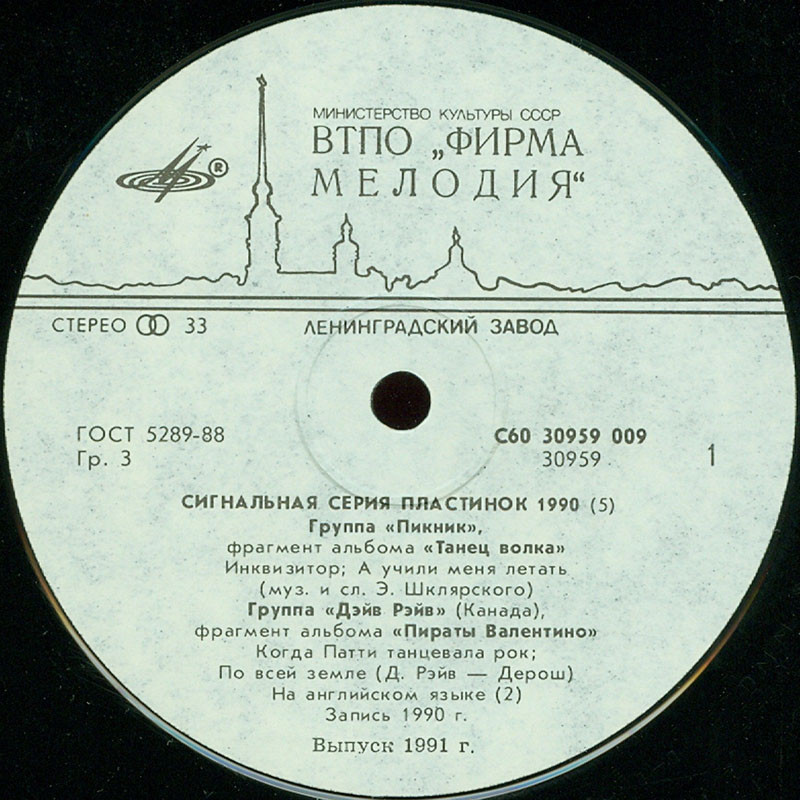 МИНИСТЕРСТВО КУЛЬТУРЫ СССР
ВТПО „ФИРМА
МЕЛОДИЯ“
®
СТЕРЕО 33
ЛЕНИНГРАДСКИЙ ЗАВОД
ГОСТ 5289-88
Гр. 3
С60 30959 009
30959
1
СИГНАЛЬНАЯ СЕРИЯ ПЛАСТИНОК 1990 (5)
Группа «Пикник»,
фрагмент альбома «Танец волка»
Инквизитор; А учили меня летать
(муз. и сл. Э. Шклярского)
Группа «Дэйв Рэйв» (Канада),
фрагмент альбома «Пираты Валентино»
Когда Патти танцевала рок;
По всей земле (Д. Рэйв — Дерош)
На английском языке (2)
Запись 1990 г.
Выпуск 1991 г.